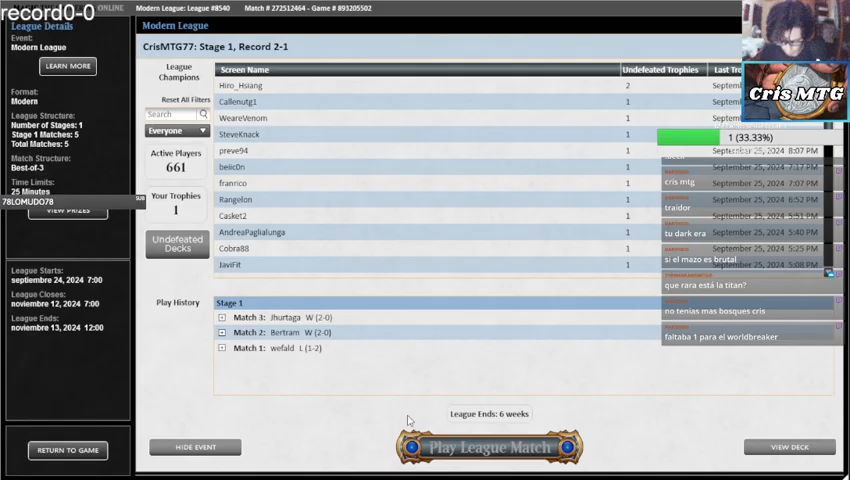 ONLINE
Modern League: League #8540
Match # 272512464 - Game # 893205502
record0-0
League Details
Event:
Modern League
LEARN MORE
Format:
Modern
League Structure:
Number of Stages: 1
Stage 1 Matches: 5
Total Matches: 5
Match Structure:
Best-of-3
Time Limits:
25 Minutes
78LOMUDO78
SUB
VIEW PRIZES
League Starts:
septiembre 24, 2024 7:00
League Closes:
noviembre 12, 2024 7:00
League Ends:
noviembre 13, 2024 12:00
RETURN TO GAME
Modern League
CrisMTG77: Stage 1, Record 2-1
League Champions
Reset All Filters
Search
Everyone
Active Players
661
Your Trophies
1
Undefeated Decks
Screen Name Undefeated Trophies Last Tro
Hiro_Hsiang 2 Septem
Callenutg1 1 Septem
WeareVenom 1 Septem
SteveKnack 1
preve94 1 September 25, 2024 8:07 PM
beiic0n 1 September 25, 2024 7:17 PM
franrico 1 September 25, 2024 7:07 PM
Rangelon 1 September 25, 2024 6:52 PM
Casket2 1 September 25, 2024 5:51 PM
AndreaPaglialunga 1 September 25, 2024 5:40 PM
Cobra88 1 September 25, 2024 5:25 PM
JaviFit 1 September 25, 2024 5:08 PM
Cris MTG
1 (33.33%)
cris mtg
traidor
tu dark era
si el mazo es brutal
que rara está la titan?
no tenias mas bosques cris
faltaba 1 para el worldbreaker
Play History
Stage 1
Match 3: Jhurtaga W (2-0)
Match 2: Bertram W (2-0)
Match 1: wefald L (1-2)
League Ends: 6 weeks
HIDE EVENT
Play League Match
VIEW DECK